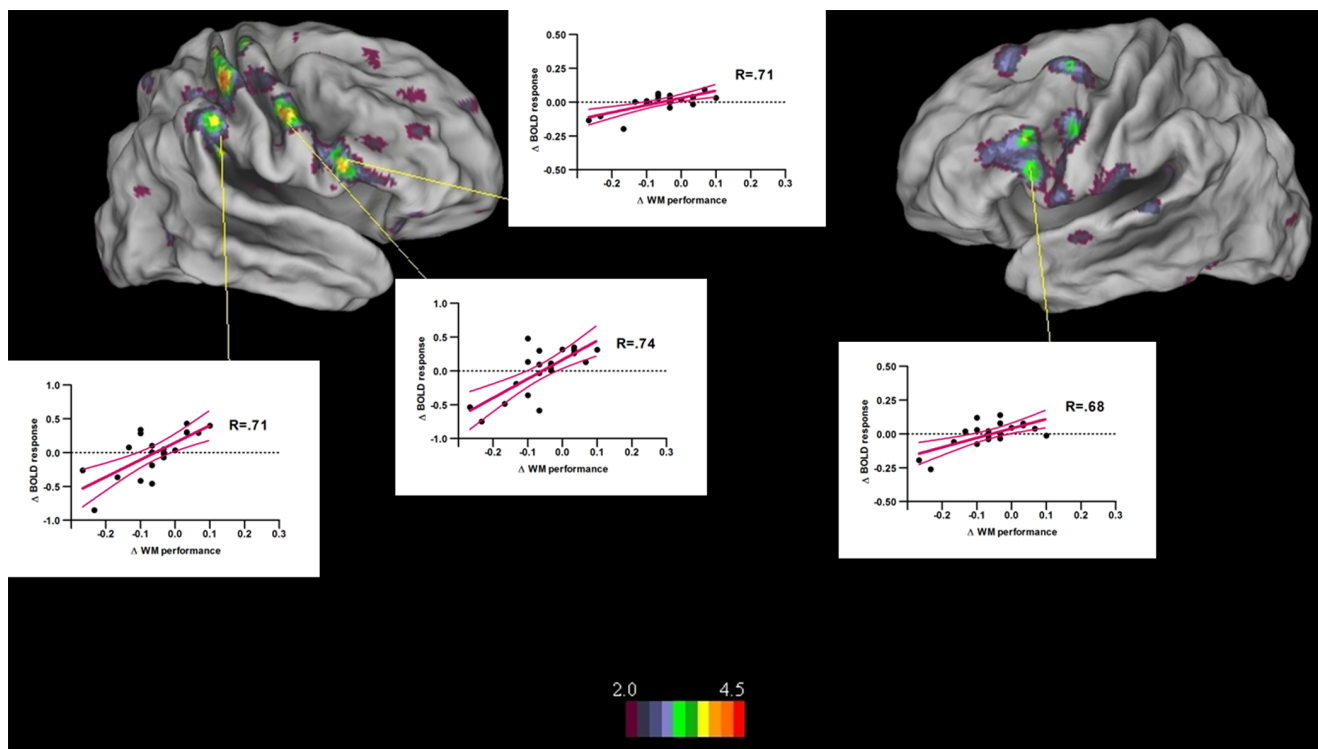 0.50
0.25
0.00
-0.25
-0.50
Δ BOLD response
R=.71
-0.2 -0.1 0.0 0.1 0.2 0.3
Δ WM performance
1.0
0.5
0.0
-0.5
-1.0
Δ BOLD response
R=.74
-0.2 -0.1 0.0 0.1 0.2 0.3
Δ WM performance
1.0
0.5
0.0
-0.5
-1.0
Δ BOLD response
R=.71
-0.2 -0.1 0.0 0.1 0.2 0.3
Δ WM performance
0.50
0.25
0.00
-0.25
-0.50
Δ BOLD response
R=.68
-0.2 -0.1 0.0 0.1 0.2 0.3
Δ WM performance
2.0 4.5